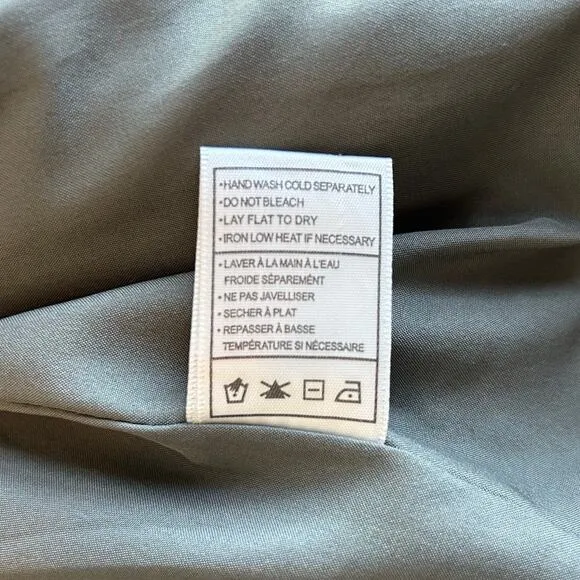 •HAND WASH COLD SEPARATELY
•DO NOT BLEACH
•LAY FLAT TO DRY
•IRON LOW HEAT IF NECESSARY
•LAVER À LA MAIN À L'EAU
FROIDE SÉPARÉMENT
•NE PAS JAVELLISER
•SECHER À PLAT
•REPASSER À BASSE
TEMPÉRATURE SI NÉCESSAIRE